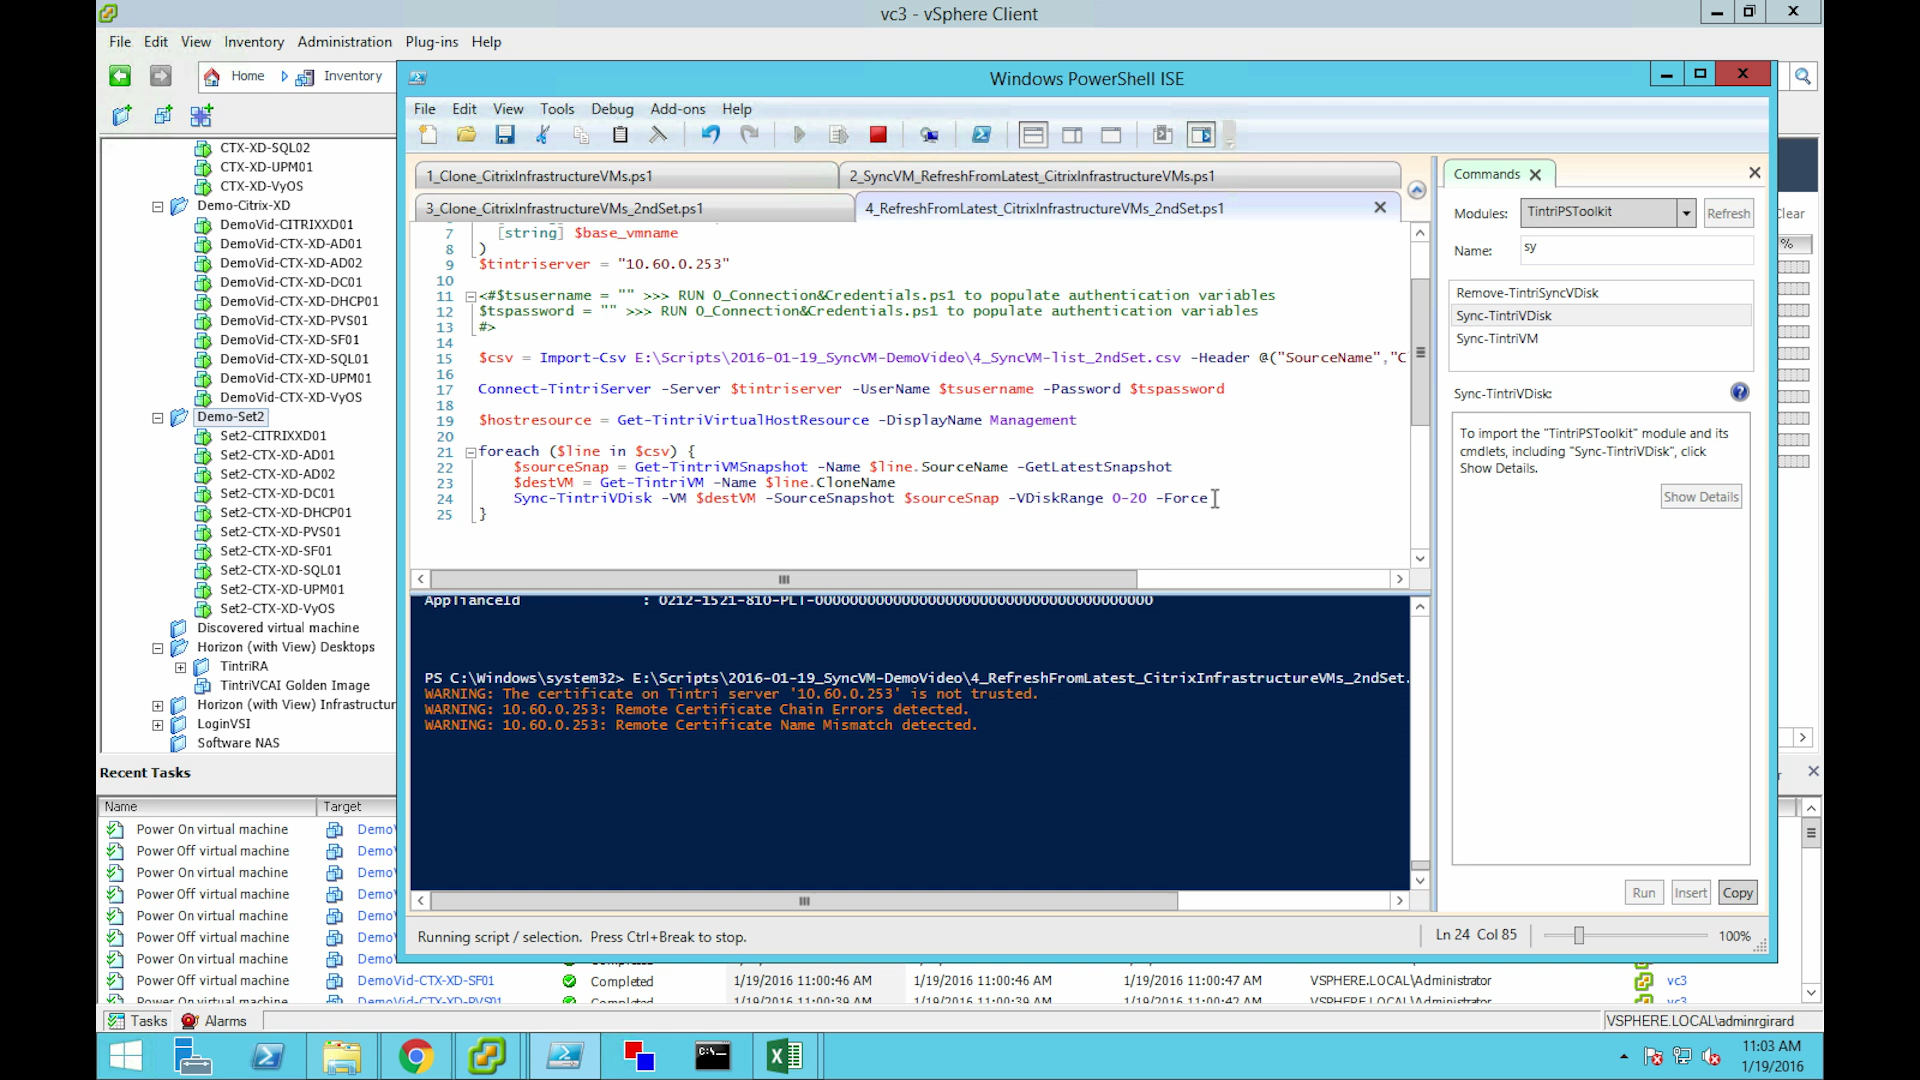 vc3 - vSphere Client
File Edit View Inventory Administration Plug-ins Help
Home Inventory
CTX-XD-SQL02
CTX-XD-UPM01
CTX-XD-VyOS
Demo-Citrix-XD
DemoVid-CITRIXXD01
DemoVid-CTX-XD-AD01
DemoVid-CTX-XD-AD02
DemoVid-CTX-XD-DC01
DemoVid-CTX-XD-DHCP01
DemoVid-CTX-XD-PVS01
DemoVid-CTX-XD-SF01
DemoVid-CTX-XD-SQL01
DemoVid-CTX-XD-UPM01
DemoVid-CTX-XD-VyOS
Demo-Set2
Set2-CITRIXXD01
Set2-CTX-XD-AD01
Set2-CTX-XD-AD02
Set2-CTX-XD-DC01
Set2-CTX-XD-DHCP01
Set2-CTX-XD-PVS01
Set2-CTX-XD-SF01
Set2-CTX-XD-SQL01
Set2-CTX-XD-UPM01
Set2-CTX-XD-VyOS
Discovered virtual machine
Horizon (with View) Desktops
TintriRA
TintriVCAI Golden Image
Horizon (with View) Infrastructur
LoginVSI
Software NAS
Windows PowerShell ISE
File Edit View Tools Debug Add-ons Help
1_Clone_CitrixInfrastructureVMs.ps1
2_SyncVM_RefreshFromLatest_CitrixInfrastructureVMs.ps1
3_Clone_CitrixInfrastructureVMs_2ndSet.ps1
4_RefreshFromLatest_CitrixInfrastructureVMs_2ndSet.ps1
7 [string] $base_vmname
8 )
9 $tintriserver = "10.60.0.253"
10
11 <#$tsusername = "" >>> RUN 0_Connection&Credentials.ps1 to populate authentication variables
12 $tspassword = "" >>> RUN 0_Connection&Credentials.ps1 to populate authentication variables
13 #>
14
15 $csv = Import-Csv E:\Scripts\2016-01-19_SyncVM-DemoVideo\4_SyncVM-list_2ndSet.csv -Header @("SourceName","C
16
17 Connect-TintriServer -Server $tintriserver -UserName $tsusername -Password $tspassword
18
19 $hostresource = Get-TintriVirtualHostResource -DisplayName Management
20
21 foreach ($line in $csv) {
22 $sourceSnap = Get-TintriVMSnapshot -Name $line.SourceName -GetLatestSnapshot
23 $destVM = Get-TintriVM -Name $line.CloneName
24 Sync-TintriVDisk -VM $destVM -SourceSnapshot $sourceSnap -VDiskRange 0-20 -Force
25 }
PS C:\Windows\system32> E:\Scripts\2016-01-19_SyncVM-DemoVideo\4_RefreshFromLatest_CitrixInfrastructureVMs_2ndSet.
WARNING: The certificate on Tintri server '10.60.0.253' is not trusted.
WARNING: 10.60.0.253: Remote Certificate Chain Errors detected.
WARNING: 10.60.0.253: Remote Certificate Name Mismatch detected.
Running script / selection. Press Ctrl+Break to stop.
Ln 24 Col 85
100%
Commands
Modules: TintriPSToolkit Refresh
Name: sy
Remove-TintriSyncVDisk
Sync-TintriVDisk
Sync-TintriVM
Sync-TintriVDisk:
To import the "TintriPSToolkit" module and its
cmdlets, including "Sync-TintriVDisk", click
Show Details.
Show Details
Run Insert Copy
Clear
%
Recent Tasks
Name Target
Power On virtual machine DemoV
Power Off virtual machine DemoV
Power On virtual machine DemoV
Power Off virtual machine DemoV
Power On virtual machine DemoV
Power Off virtual machine DemoV
Power On virtual machine DemoV
Power Off virtual machine DemoVid-CTX-XD-SF01 Completed 1/19/2016 11:00:46 AM 1/19/2016 11:00:46 AM 1/19/2016 11:00:47 AM VSPHERE.LOCAL\Administrator vc3
Tasks Alarms
VSPHERE.LOCAL\adminrgirard
C:\_
11:03 AM
1/19/2016